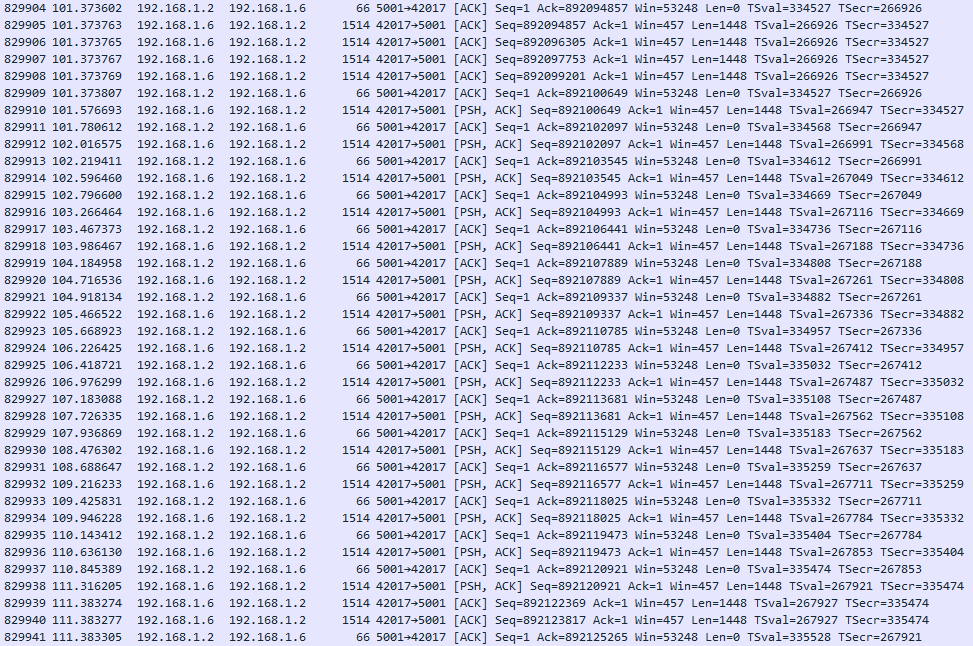 829904 101.373602 192.168.1.2 192.168.1.6 66 5001→42017 [ACK] Seq=1 Ack=892094857 Win=53248 Len=0 TSval=334527 TSecr=266926
829905 101.373763 192.168.1.6 192.168.1.2 1514 42017→5001 [ACK] Seq=892094857 Ack=1 Win=457 Len=1448 TSval=266926 TSecr=334527
829906 101.373765 192.168.1.6 192.168.1.2 1514 42017→5001 [ACK] Seq=892096305 Ack=1 Win=457 Len=1448 TSval=266926 TSecr=334527
829907 101.373767 192.168.1.6 192.168.1.2 1514 42017→5001 [ACK] Seq=892097753 Ack=1 Win=457 Len=1448 TSval=266926 TSecr=334527
829908 101.373769 192.168.1.6 192.168.1.2 1514 42017→5001 [ACK] Seq=892099201 Ack=1 Win=457 Len=1448 TSval=266926 TSecr=334527
829909 101.373807 192.168.1.2 192.168.1.6 66 5001→42017 [ACK] Seq=1 Ack=892100649 Win=53248 Len=0 TSval=334527 TSecr=266926
829910 101.576693 192.168.1.6 192.168.1.2 1514 42017→5001 [PSH, ACK] Seq=892100649 Ack=1 Win=457 Len=1448 TSval=266947 TSecr=334527
829911 101.780612 192.168.1.2 192.168.1.6 66 5001→42017 [ACK] Seq=1 Ack=892102097 Win=53248 Len=0 TSval=334568 TSecr=266947
829912 102.016575 192.168.1.6 192.168.1.2 1514 42017→5001 [PSH, ACK] Seq=892102097 Ack=1 Win=457 Len=1448 TSval=266991 TSecr=334568
829913 102.219411 192.168.1.2 192.168.1.6 66 5001→42017 [ACK] Seq=1 Ack=892103545 Win=53248 Len=0 TSval=334612 TSecr=266991
829914 102.596460 192.168.1.6 192.168.1.2 1514 42017→5001 [PSH, ACK] Seq=892103545 Ack=1 Win=457 Len=1448 TSval=267049 TSecr=334612
829915 102.796600 192.168.1.2 192.168.1.6 66 5001→42017 [ACK] Seq=1 Ack=892104993 Win=53248 Len=0 TSval=334669 TSecr=267049
829916 103.266464 192.168.1.6 192.168.1.2 1514 42017→5001 [PSH, ACK] Seq=892104993 Ack=1 Win=457 Len=1448 TSval=267116 TSecr=334669
829917 103.467373 192.168.1.2 192.168.1.6 66 5001→42017 [ACK] Seq=1 Ack=892106441 Win=53248 Len=0 TSval=334736 TSecr=267116
829918 103.986467 192.168.1.6 192.168.1.2 1514 42017→5001 [PSH, ACK] Seq=892106441 Ack=1 Win=457 Len=1448 TSval=267188 TSecr=334736
829919 104.184958 192.168.1.2 192.168.1.6 66 5001→42017 [ACK] Seq=1 Ack=892107889 Win=53248 Len=0 TSval=334808 TSecr=267188
829920 104.716536 192.168.1.6 192.168.1.2 1514 42017→5001 [PSH, ACK] Seq=892107889 Ack=1 Win=457 Len=1448 TSval=267261 TSecr=334808
829921 104.918134 192.168.1.2 192.168.1.6 66 5001→42017 [ACK] Seq=1 Ack=892109337 Win=53248 Len=0 TSval=334882 TSecr=267261
829922 105.466522 192.168.1.6 192.168.1.2 1514 42017→5001 [PSH, ACK] Seq=892109337 Ack=1 Win=457 Len=1448 TSval=267336 TSecr=334882
829923 105.668923 192.168.1.2 192.168.1.6 66 5001→42017 [ACK] Seq=1 Ack=892110785 Win=53248 Len=0 TSval=334957 TSecr=267336
829924 106.226425 192.168.1.6 192.168.1.2 1514 42017→5001 [PSH, ACK] Seq=892110785 Ack=1 Win=457 Len=1448 TSval=267412 TSecr=334957
829925 106.418721 192.168.1.2 192.168.1.6 66 5001→42017 [ACK] Seq=1 Ack=892112233 Win=53248 Len=0 TSval=335032 TSecr=267412
829926 106.976299 192.168.1.6 192.168.1.2 1514 42017→5001 [PSH, ACK] Seq=892112233 Ack=1 Win=457 Len=1448 TSval=267487 TSecr=335032
829927 107.183088 192.168.1.2 192.168.1.6 66 5001→42017 [ACK] Seq=1 Ack=892113681 Win=53248 Len=0 TSval=335108 TSecr=267487
829928 107.726335 192.168.1.6 192.168.1.2 1514 42017→5001 [PSH, ACK] Seq=892113681 Ack=1 Win=457 Len=1448 TSval=267562 TSecr=335108
829929 107.936869 192.168.1.2 192.168.1.6 66 5001→42017 [ACK] Seq=1 Ack=892115129 Win=53248 Len=0 TSval=335183 TSecr=267562
829930 108.476302 192.168.1.6 192.168.1.2 1514 42017→5001 [PSH, ACK] Seq=892115129 Ack=1 Win=457 Len=1448 TSval=267637 TSecr=335183
829931 108.688647 192.168.1.2 192.168.1.6 66 5001→42017 [ACK] Seq=1 Ack=892116577 Win=53248 Len=0 TSval=335259 TSecr=267637
829932 109.216233 192.168.1.6 192.168.1.2 1514 42017→5001 [PSH, ACK] Seq=892116577 Ack=1 Win=457 Len=1448 TSval=267711 TSecr=335259
829933 109.425831 192.168.1.2 192.168.1.6 66 5001→42017 [ACK] Seq=1 Ack=892118025 Win=53248 Len=0 TSval=335332 TSecr=267711
829934 109.946228 192.168.1.6 192.168.1.2 1514 42017→5001 [PSH, ACK] Seq=892118025 Ack=1 Win=457 Len=1448 TSval=267784 TSecr=335332
829935 110.143412 192.168.1.2 192.168.1.6 66 5001→42017 [ACK] Seq=1 Ack=892119473 Win=53248 Len=0 TSval=335404 TSecr=267784
829936 110.636130 192.168.1.6 192.168.1.2 1514 42017→5001 [PSH, ACK] Seq=892119473 Ack=1 Win=457 Len=1448 TSval=267853 TSecr=335404
829937 110.845389 192.168.1.2 192.168.1.6 66 5001→42017 [ACK] Seq=1 Ack=892120921 Win=53248 Len=0 TSval=335474 TSecr=267853
829938 111.316205 192.168.1.6 192.168.1.2 1514 42017→5001 [PSH, ACK] Seq=892120921 Ack=1 Win=457 Len=1448 TSval=267921 TSecr=335474
829939 111.383274 192.168.1.6 192.168.1.2 1514 42017→5001 [ACK] Seq=892122369 Ack=1 Win=457 Len=1448 TSval=267927 TSecr=335474
829940 111.383277 192.168.1.6 192.168.1.2 1514 42017→5001 [ACK] Seq=892123817 Ack=1 Win=457 Len=1448 TSval=267927 TSecr=335474
829941 111.383305 192.168.1.2 192.168.1.6 66 5001→42017 [ACK] Seq=1 Ack=892125265 Win=53248 Len=0 TSval=335528 TSecr=267921